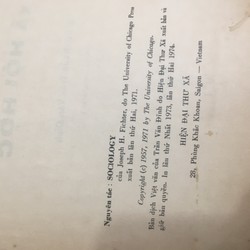 Nguyên tác : SOCIOLOGY
của Joseph H. Fichter, do The University of Chicago Press
xuất bản lần thứ Hai, 1971.
Copyright (c) 1957, 1971 by The University of Chicago.
Bản dịch Việt văn của Trần Văn Đĩnh do Hiện Đại Thư Xã xuất bản và
giữ bản quyền. In lần thứ Nhất 1973, lần thứ Hai 1974.
HIỆN ĐẠI THƯ XÃ
29, Phùng Khắc Khoan, Saigon — Vietnam